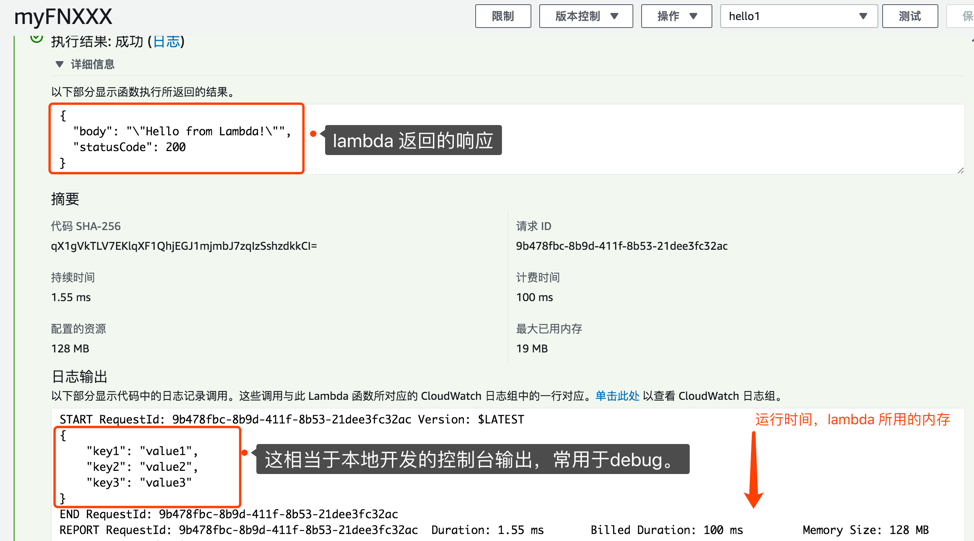 myFNXXX
限制
版本控制
操作
hello1
测试
保
执行结果: 成功 (日志)
详细信息
以下部分显示函数执行所返回的结果。
{
"body": "\"Hello from Lambda!\"",
"statusCode": 200
}
lambda 返回的响应
摘要
代码 SHA-256
qX1gVkTLV7EKlqXF1QhjEGJ1mjmbJ7zqIzSshzdkkCI=
请求 ID
9b478fbc-8b9d-411f-8b53-21dee3fc32ac
持续时间
1.55 ms
计费时间
100 ms
配置的资源
128 MB
最大已用内存
19 MB
日志输出
以下部分显示代码中的日志记录调用。这些调用与此 Lambda 函数所对应的 CloudWatch 日志组中的一行对应。单击此处 以查看 CloudWatch 日志组。
START RequestId: 9b478fbc-8b9d-411f-8b53-21dee3fc32ac Version: $LATEST
运行时间，lambda 所用的内存
{
"key1": "value1",
"key2": "value2",
"key3": "value3"
}
这相当于本地开发的控制台输出，常用于debug。
END RequestId: 9b478fbc-8b9d-411f-8b53-21dee3fc32ac
REPORT RequestId: 9b478fbc-8b9d-411f-8b53-21dee3fc32ac Duration: 1.55 ms Billed Duration: 100 ms Memory Size: 128 MB